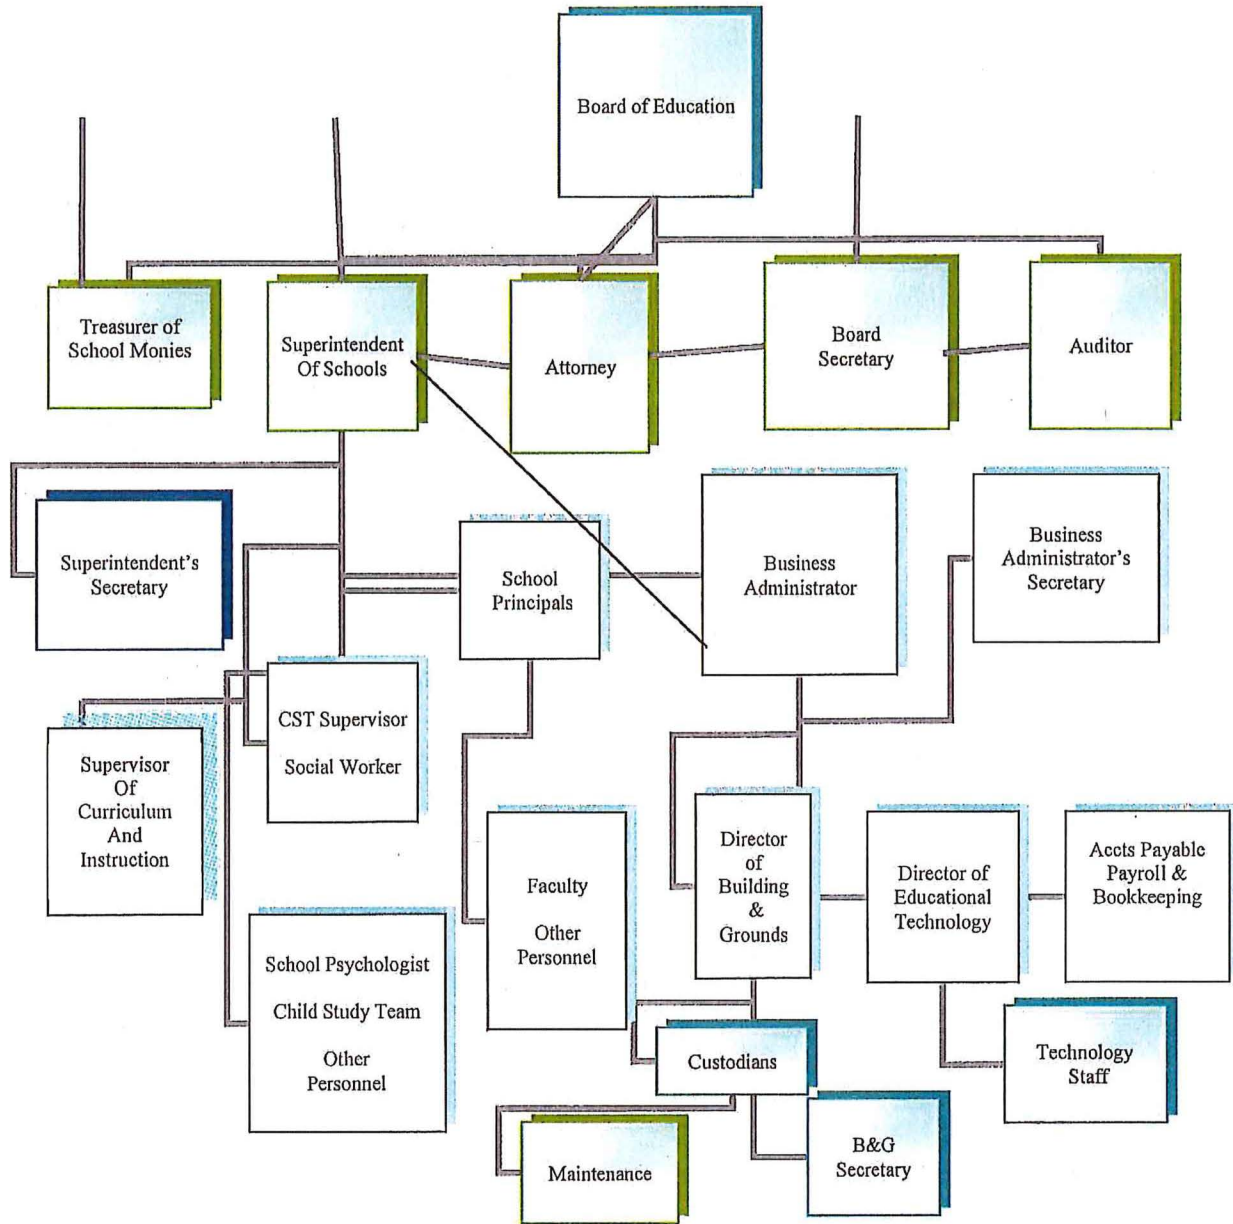 Board of Education
Treasurer of
School Monies
Superintendent
Of Schools
Attorney
Board
Secretary
Auditor
Superintendent's
Secretary
School
Principals
Business
Administrator
Business
Administrator's
Secretary
CST Supervisor
Social Worker
Supervisor
Of
Curriculum
And
Instruction
Faculty
Other
Personnel
Director
of
Building
&
Grounds
Director of
Educational
Technology
Accts Payable
Payroll &
Bookkeeping
School Psychologist
Child Study Team
Other
Personnel
Custodians
Technology
Staff
Maintenance
B&G
Secretary